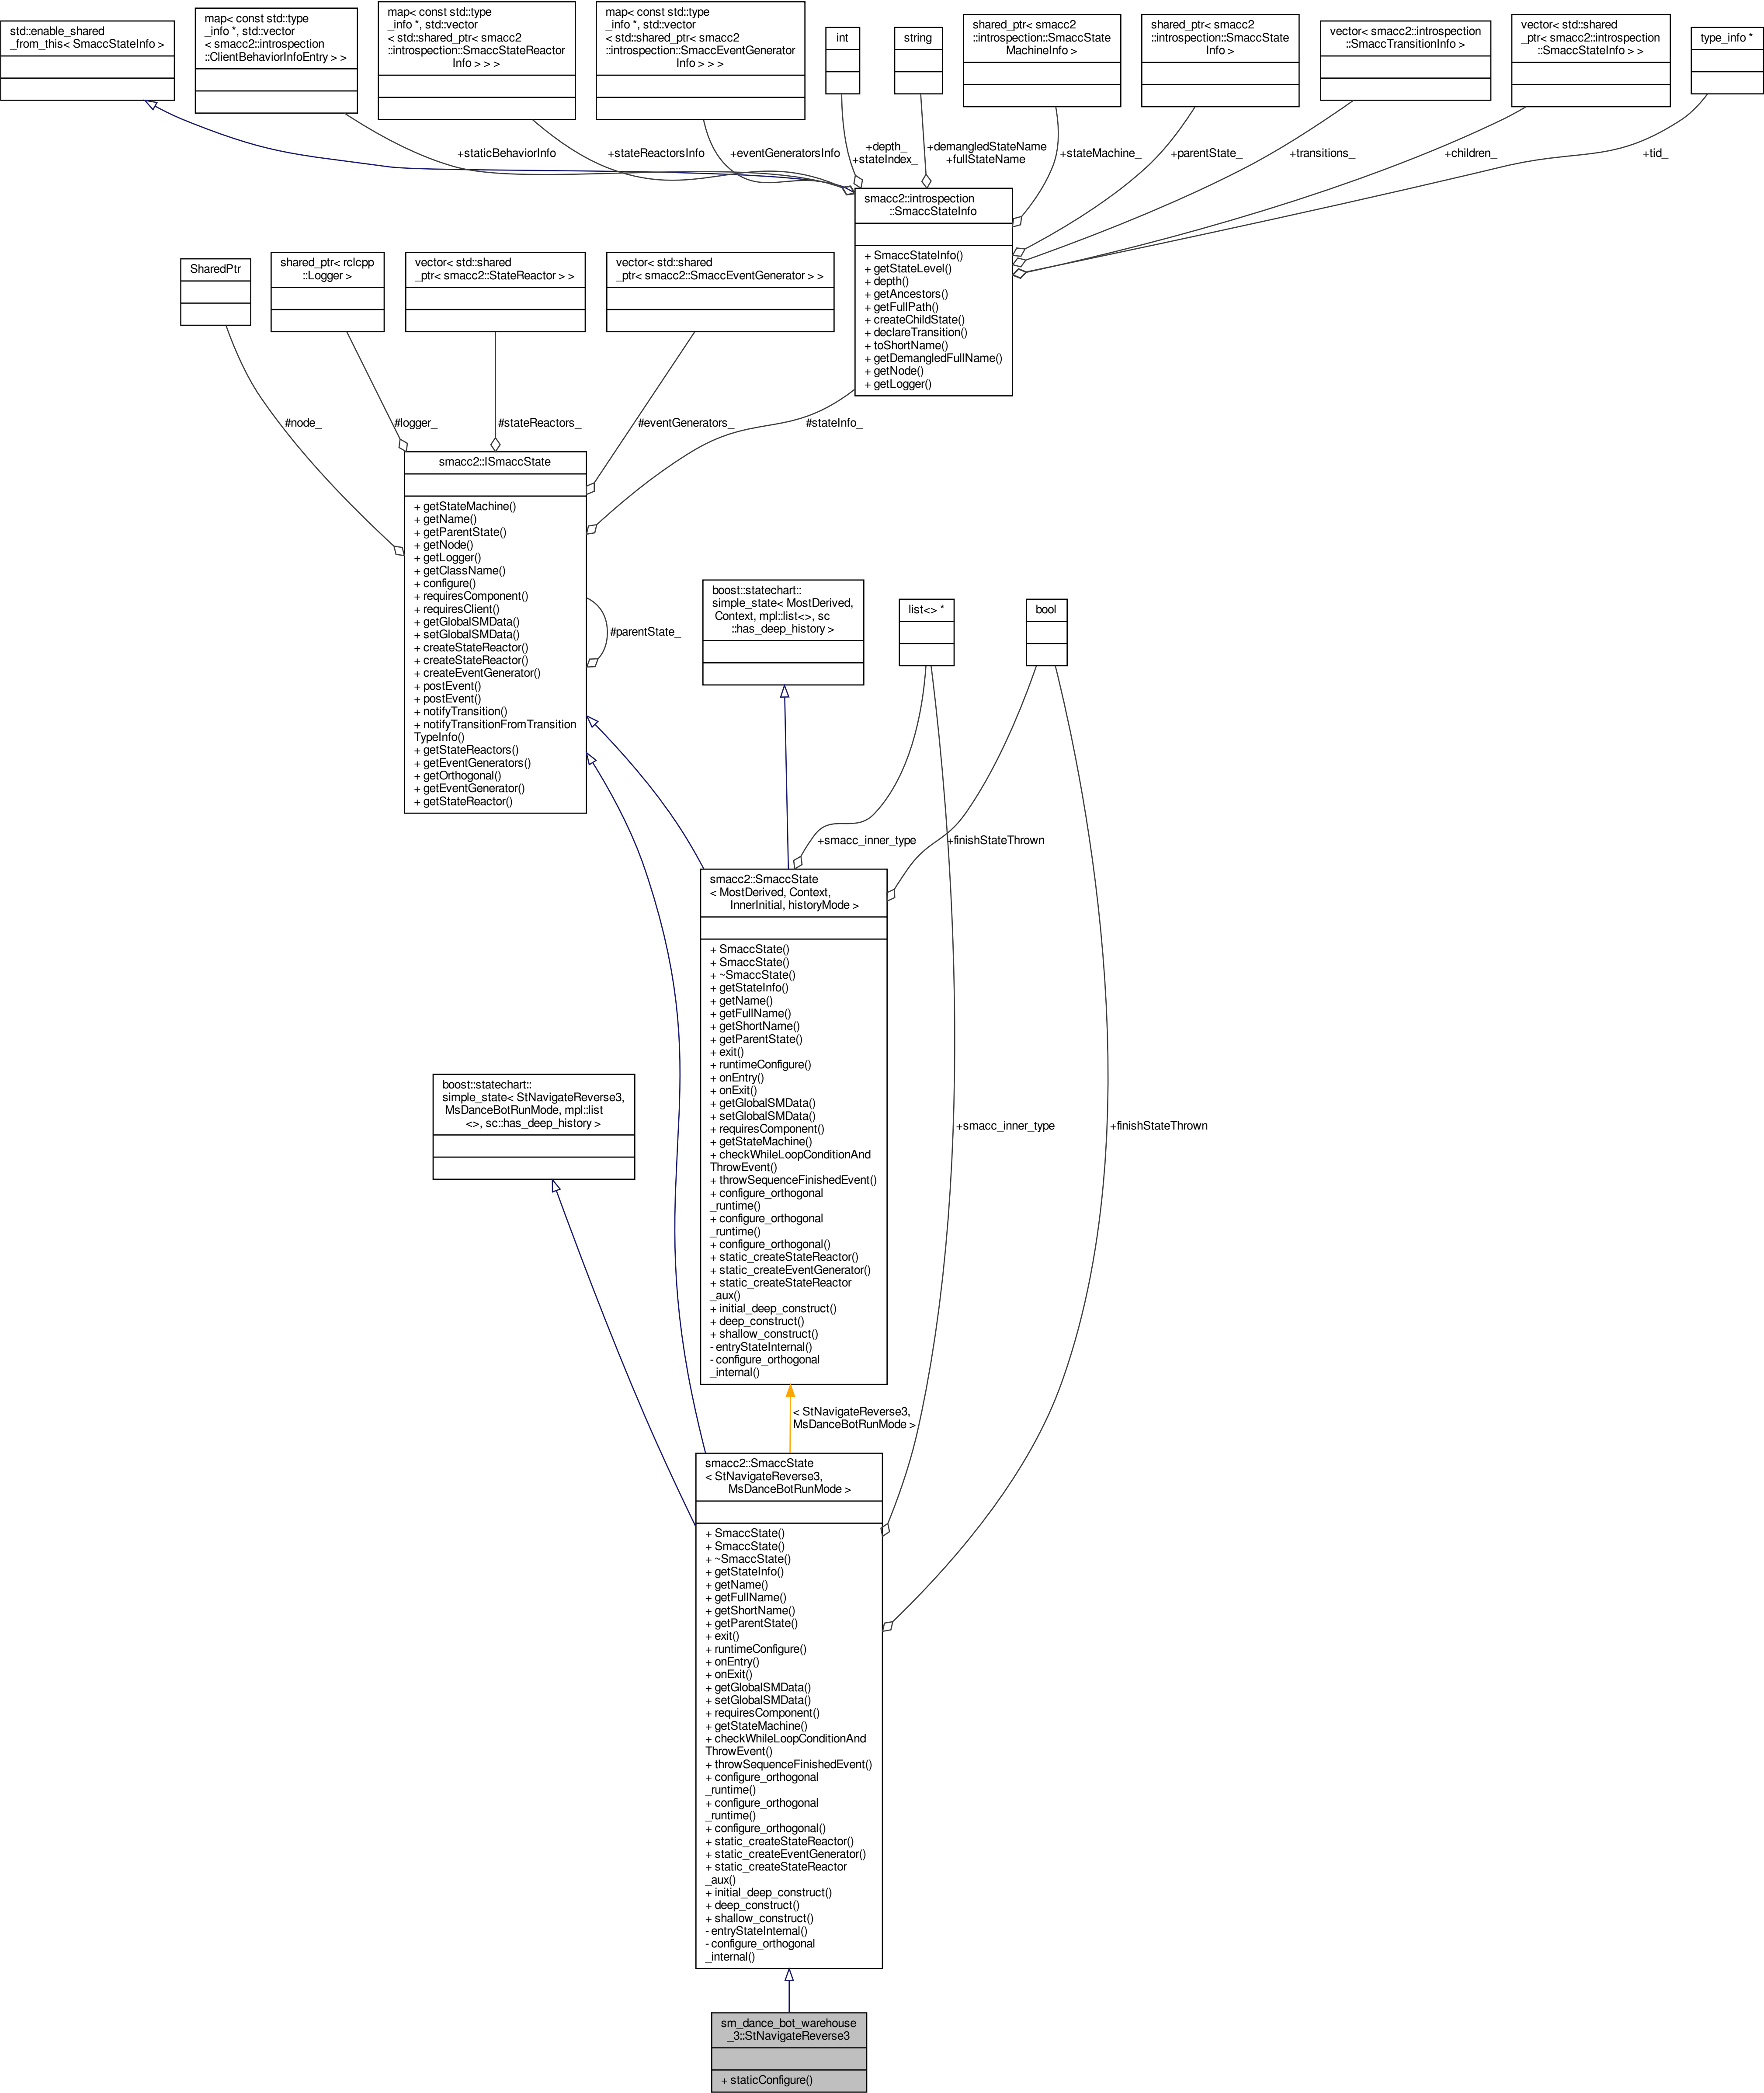 std::enable_shared
_from_this< SmaccStateInfo >
map< const std::type
_info *, std::vector
< smacc2::introspection
::ClientBehaviorInfoEntry > >
map< const std::type
_info *, std::vector
< std::shared_ptr< smacc2
::introspection::SmaccStateReactor
Info > > >
map< const std::type
_info *, std::vector
< std::shared_ptr< smacc2
::introspection::SmaccEventGenerator
Info > > >
int
string
shared_ptr< smacc2
::introspection::SmaccState
MachineInfo >
shared_ptr< smacc2
::introspection::SmaccState
Info >
vector< smacc2::introspection
::SmaccTransitionInfo >
vector< std::shared
_ptr< smacc2::introspection
::SmaccStateInfo > >
type_info *
+staticBehaviorInfo
+stateReactorsInfo
+eventGeneratorsInfo
+depth_
+stateIndex_
+demangledStateName
+fullStateName
+stateMachine_
+parentState_
+transitions_
+children_
+tid_
smacc2::introspection
::SmaccStateInfo
+ SmaccStateInfo()
+ getStateLevel()
+ depth()
+ getAncestors()
+ getFullPath()
+ createChildState()
+ declareTransition()
+ toShortName()
+ getDemangledFullName()
+ getNode()
+ getLogger()
SharedPtr
shared_ptr< rclcpp
::Logger >
vector< std::shared
_ptr< smacc2::StateReactor > >
vector< std::shared
_ptr< smacc2::SmaccEventGenerator > >
#node_
#logger_
#stateReactors_
#eventGenerators_
#stateInfo_
smacc2::ISmaccState
+ getStateMachine()
+ getName()
+ getParentState()
+ getNode()
+ getLogger()
+ getClassName()
+ configure()
+ requiresComponent()
+ requiresClient()
+ getGlobalSMData()
+ setGlobalSMData()
+ createStateReactor()
+ createStateReactor()
+ createEventGenerator()
+ postEvent()
+ postEvent()
+ notifyTransition()
+ notifyTransitionFromTransition
TypeInfo()
+ getStateReactors()
+ getEventGenerators()
+ getOrthogonal()
+ getEventGenerator()
+ getStateReactor()
#parentState_
boost::statechart::
simple_state< MostDerived,
Context, mpl::list<>, sc
::has_deep_history >
list<> *
bool
+smacc_inner_type
+finishStateThrown
smacc2::SmaccState
< MostDerived, Context,
InnerInitial, historyMode >
+ SmaccState()
+ SmaccState()
+ ~SmaccState()
+ getStateInfo()
+ getName()
+ getFullName()
+ getShortName()
+ getParentState()
+ exit()
+ runtimeConfigure()
+ onEntry()
+ onExit()
+ getGlobalSMData()
+ setGlobalSMData()
+ requiresComponent()
+ getStateMachine()
+ checkWhileLoopConditionAnd
ThrowEvent()
+ throwSequenceFinishedEvent()
+ configure_orthogonal
_runtime()
+ configure_orthogonal
_runtime()
+ configure_orthogonal()
+ static_createStateReactor()
+ static_createEventGenerator()
+ static_createStateReactor
_aux()
+ initial_deep_construct()
+ deep_construct()
+ shallow_construct()
- entryStateInternal()
- configure_orthogonal
_internal()
boost::statechart::
simple_state< StNavigateReverse3,
MsDanceBotRunMode, mpl::list
<>, sc::has_deep_history >
+smacc_inner_type
+finishStateThrown
< StNavigateReverse3,
MsDanceBotRunMode >
smacc2::SmaccState
< StNavigateReverse3,
MsDanceBotRunMode >
+ SmaccState()
+ SmaccState()
+ ~SmaccState()
+ getStateInfo()
+ getName()
+ getFullName()
+ getShortName()
+ getParentState()
+ exit()
+ runtimeConfigure()
+ onEntry()
+ onExit()
+ getGlobalSMData()
+ setGlobalSMData()
+ requiresComponent()
+ getStateMachine()
+ checkWhileLoopConditionAnd
ThrowEvent()
+ throwSequenceFinishedEvent()
+ configure_orthogonal
_runtime()
+ configure_orthogonal
_runtime()
+ configure_orthogonal()
+ static_createStateReactor()
+ static_createEventGenerator()
+ static_createStateReactor
_aux()
+ initial_deep_construct()
+ deep_construct()
+ shallow_construct()
- entryStateInternal()
- configure_orthogonal
_internal()
sm_dance_bot_warehouse
_3::StNavigateReverse3
+ staticConfigure()